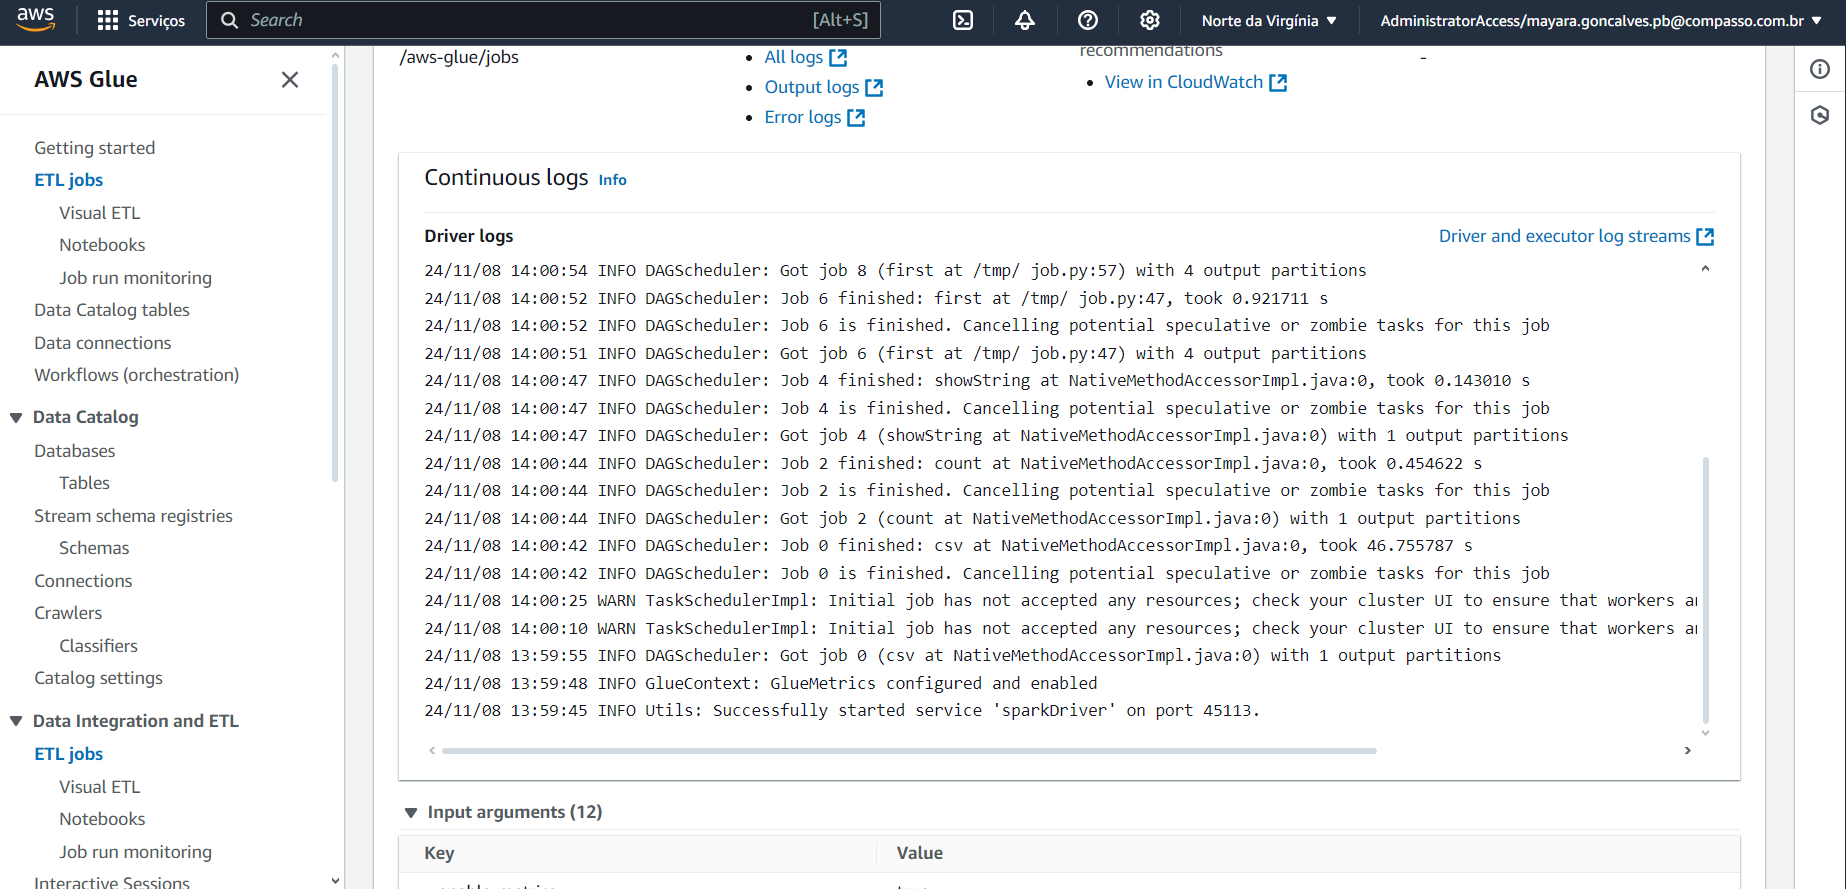 aws
Serviços
Search
[Alt+S]
Norte da Virgínia
AdministratorAccess/mayara.goncalves.pb@compasso.com.br
AWS Glue
Getting started
ETL jobs
Visual ETL
Notebooks
Job run monitoring
Data Catalog tables
Data connections
Workflows (orchestration)
Data Catalog
Databases
Tables
Stream schema registries
Schemas
Connections
Crawlers
Classifiers
Catalog settings
Data Integration and ETL
ETL jobs
Visual ETL
Notebooks
Job run monitoring
Interactive Sessions
/aws-glue/jobs
All logs
Output logs
Error logs
recommendations
View in CloudWatch
-
Continuous logs Info
Driver logs
Driver and executor log streams
24/11/08 14:00:54 INFO DAGScheduler: Got job 8 (first at /tmp/ job.py:57) with 4 output partitions
24/11/08 14:00:52 INFO DAGScheduler: Job 6 finished: first at /tmp/ job.py:47, took 0.921711 s
24/11/08 14:00:52 INFO DAGScheduler: Job 6 is finished. Cancelling potential speculative or zombie tasks for this job
24/11/08 14:00:51 INFO DAGScheduler: Got job 6 (first at /tmp/ job.py:47) with 4 output partitions
24/11/08 14:00:47 INFO DAGScheduler: Job 4 finished: showString at NativeMethodAccessorImpl.java:0, took 0.143010 s
24/11/08 14:00:47 INFO DAGScheduler: Job 4 is finished. Cancelling potential speculative or zombie tasks for this job
24/11/08 14:00:47 INFO DAGScheduler: Got job 4 (showString at NativeMethodAccessorImpl.java:0) with 1 output partitions
24/11/08 14:00:44 INFO DAGScheduler: Job 2 finished: count at NativeMethodAccessorImpl.java:0, took 0.454622 s
24/11/08 14:00:44 INFO DAGScheduler: Job 2 is finished. Cancelling potential speculative or zombie tasks for this job
24/11/08 14:00:44 INFO DAGScheduler: Got job 2 (count at NativeMethodAccessorImpl.java:0) with 1 output partitions
24/11/08 14:00:42 INFO DAGScheduler: Job 0 finished: csv at NativeMethodAccessorImpl.java:0, took 46.755787 s
24/11/08 14:00:42 INFO DAGScheduler: Job 0 is finished. Cancelling potential speculative or zombie tasks for this job
24/11/08 14:00:25 WARN TaskSchedulerImpl: Initial job has not accepted any resources; check your cluster UI to ensure that workers
24/11/08 14:00:10 WARN TaskSchedulerImpl: Initial job has not accepted any resources; check your cluster UI to ensure that workers
24/11/08 13:59:55 INFO DAGScheduler: Got job 0 (csv at NativeMethodAccessorImpl.java:0) with 1 output partitions
24/11/08 13:59:48 INFO GlueContext: GlueMetrics configured and enabled
24/11/08 13:59:45 INFO Utils: Successfully started service 'sparkDriver' on port 45113.
Input arguments (12)
Key
Value